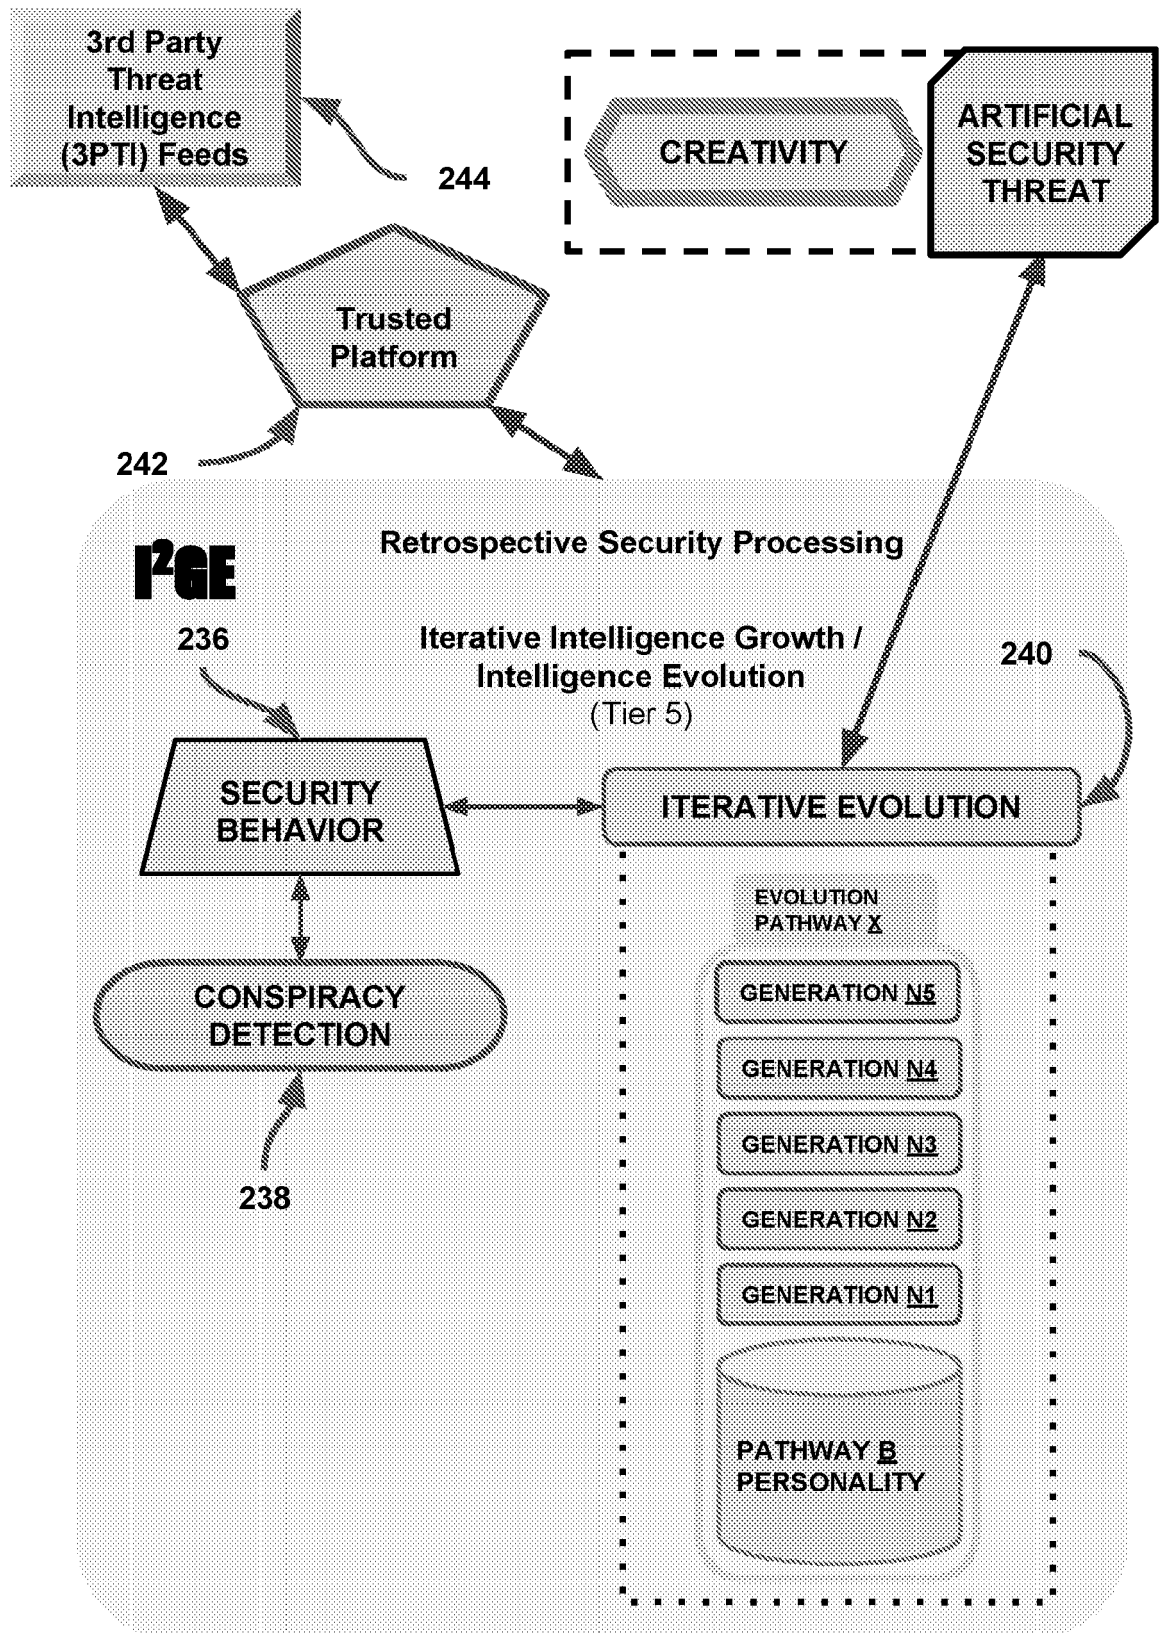 3rd Party
Threat
Intelligence
(3PTI) Feeds
244
CREATIVITY
ARTIFICIAL
SECURITY
THREAT
Trusted
Platform
242
I²GE
Retrospective Security Processing
236
Iterative Intelligence Growth /
Intelligence Evolution
(Tier 5)
240
SECURITY
BEHAVIOR
ITERATIVE EVOLUTION
EVOLUTION
PATHWAY X
CONSPIRACY
DETECTION
238
GENERATION N5
GENERATION N4
GENERATION N3
GENERATION N2
GENERATION N1
PATHWAY B
PERSONALITY